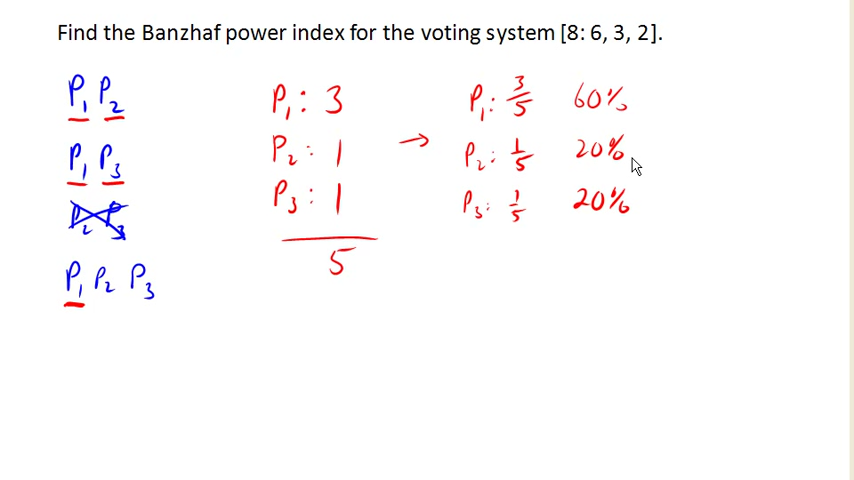 Find the Banzhaf power index for the voting system [8: 6, 3, 2].
P₁ P₂
P₁ P₃
P₂ P₃
P₁ P₂ P₃
P₁: 3
P₂: 1
P₃: 1
5
→
P₁: 3/5 60%
P₂: 1/5 20%
P₃: 1/5 20%